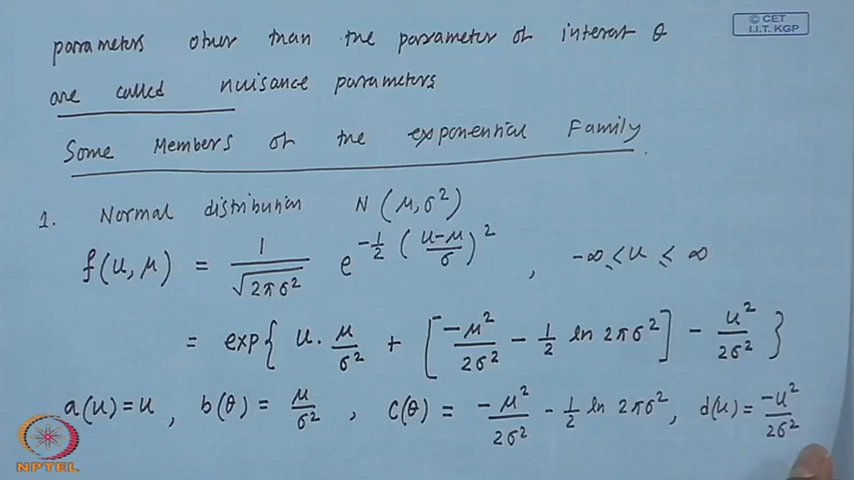 © CET
I.I.T. KGP
parameters other than the parameter of interest θ
are called nuisance parameters
Some Members of the exponential Family.
1. Normal distribution N(μ,σ²)
f(u,μ) = 1/√(2πσ²) e^{-1/2 ((u-μ)/σ)²}, -∞ ≤ u ≤ ∞
= exp{ u · μ/σ² + [ -μ²/2σ² - 1/2 ln 2πσ² ] - u²/2σ² }
a(u)=u, b(θ) = μ/σ², c(θ) = -μ²/2σ² - 1/2 ln 2πσ², d(u) = -u²/2σ²
NPTEL